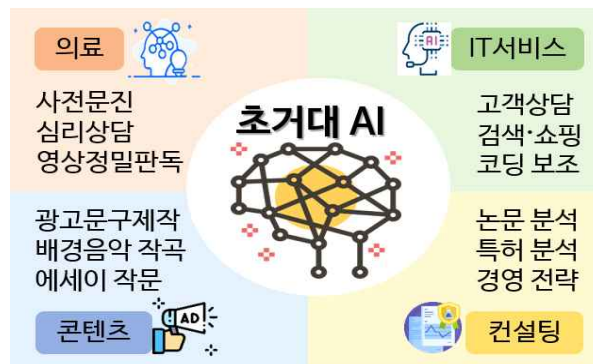 의료
사전문진
심리상담
영상정밀판독
AI
IT서비스
고객상담
검색·쇼핑
코딩 보조
초거대 AI
광고문구제작
배경음악 작곡
에세이 작문
콘텐츠
AD
논문 분석
특허 분석
경영 전략
컨설팅